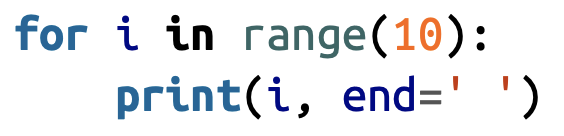 for i in range(10):
    print(i, end=' ')